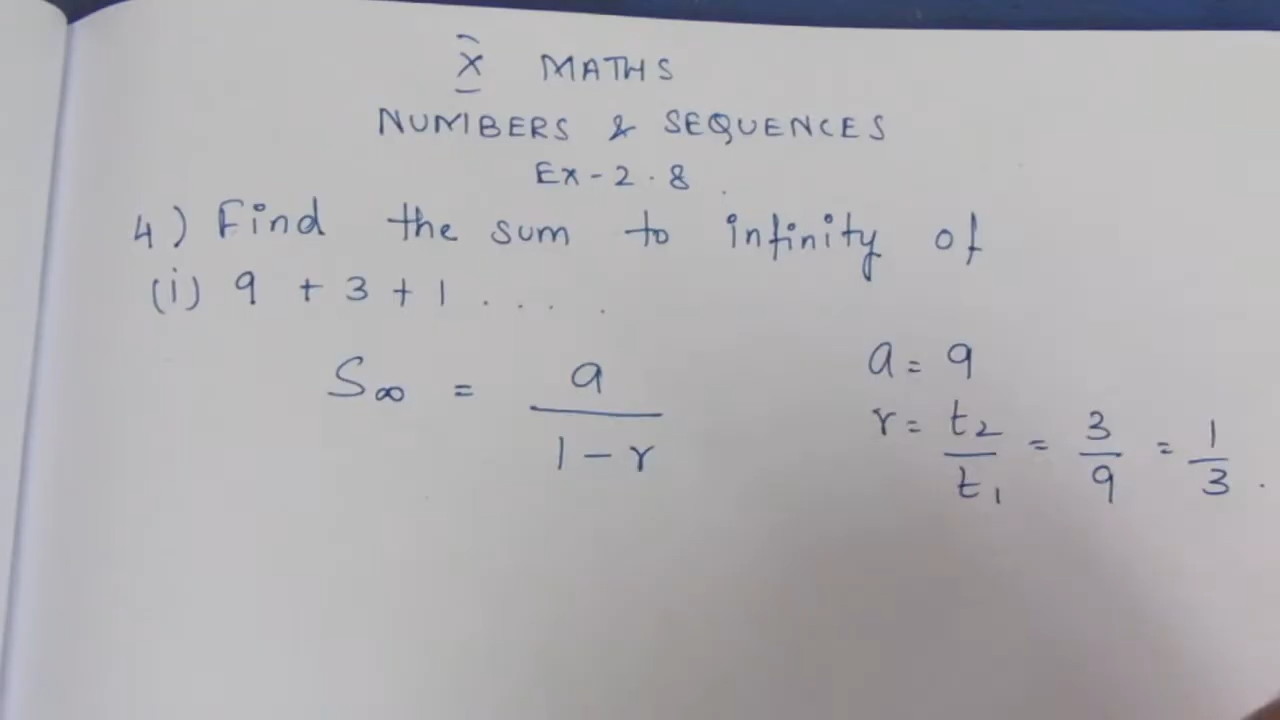 X MATHS
NUMBERS & SEQUENCES
Ex - 2.8
4) Find the sum to infinity of
(i) 9 + 3 + 1 . . . .
S∞ = a / 1 - r
a = 9
r = t2 / t1 = 3 / 9 = 1 / 3 .